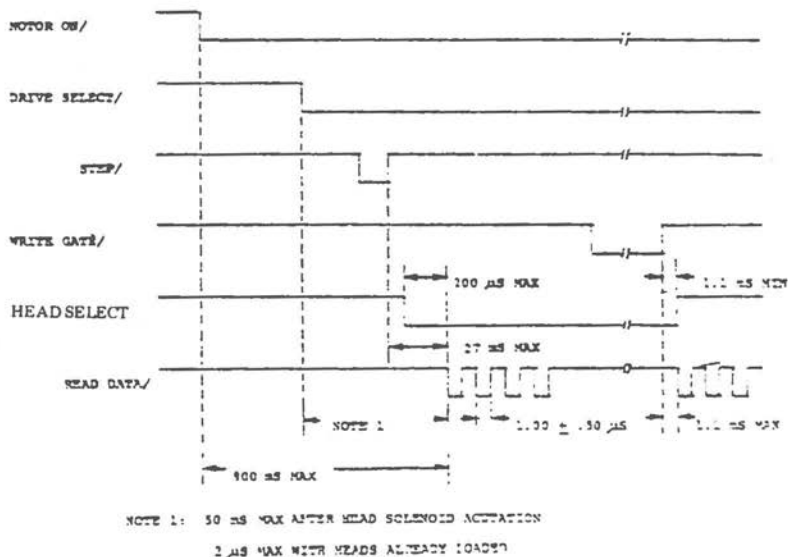 MOTOR ON/
DRIVE SELECT/
STEP/
WRITE GATE/
200 µS MAX
1.1 mS MIN
HEAD SELECT
27 mS MAX
READ DATA/
NOTE 1
1.00 ± .50 µS
1.1 mS MAX
900 mS MAX
NOTE 1: 50 mS MAX AFTER HEAD SOLENOID ACUTATION
2 µS MAX WITH HEADS ALREADY LOADED